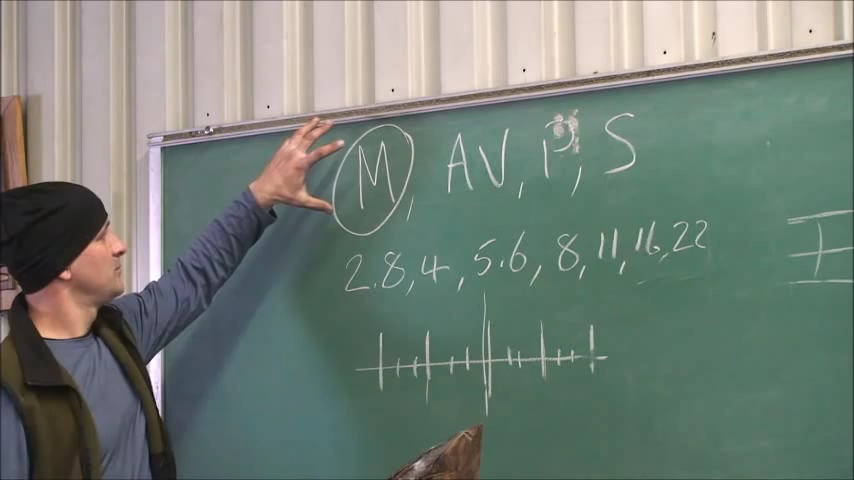 M, AV, P, S
2.8, 4, 5.6, 8, 11, 16, 22